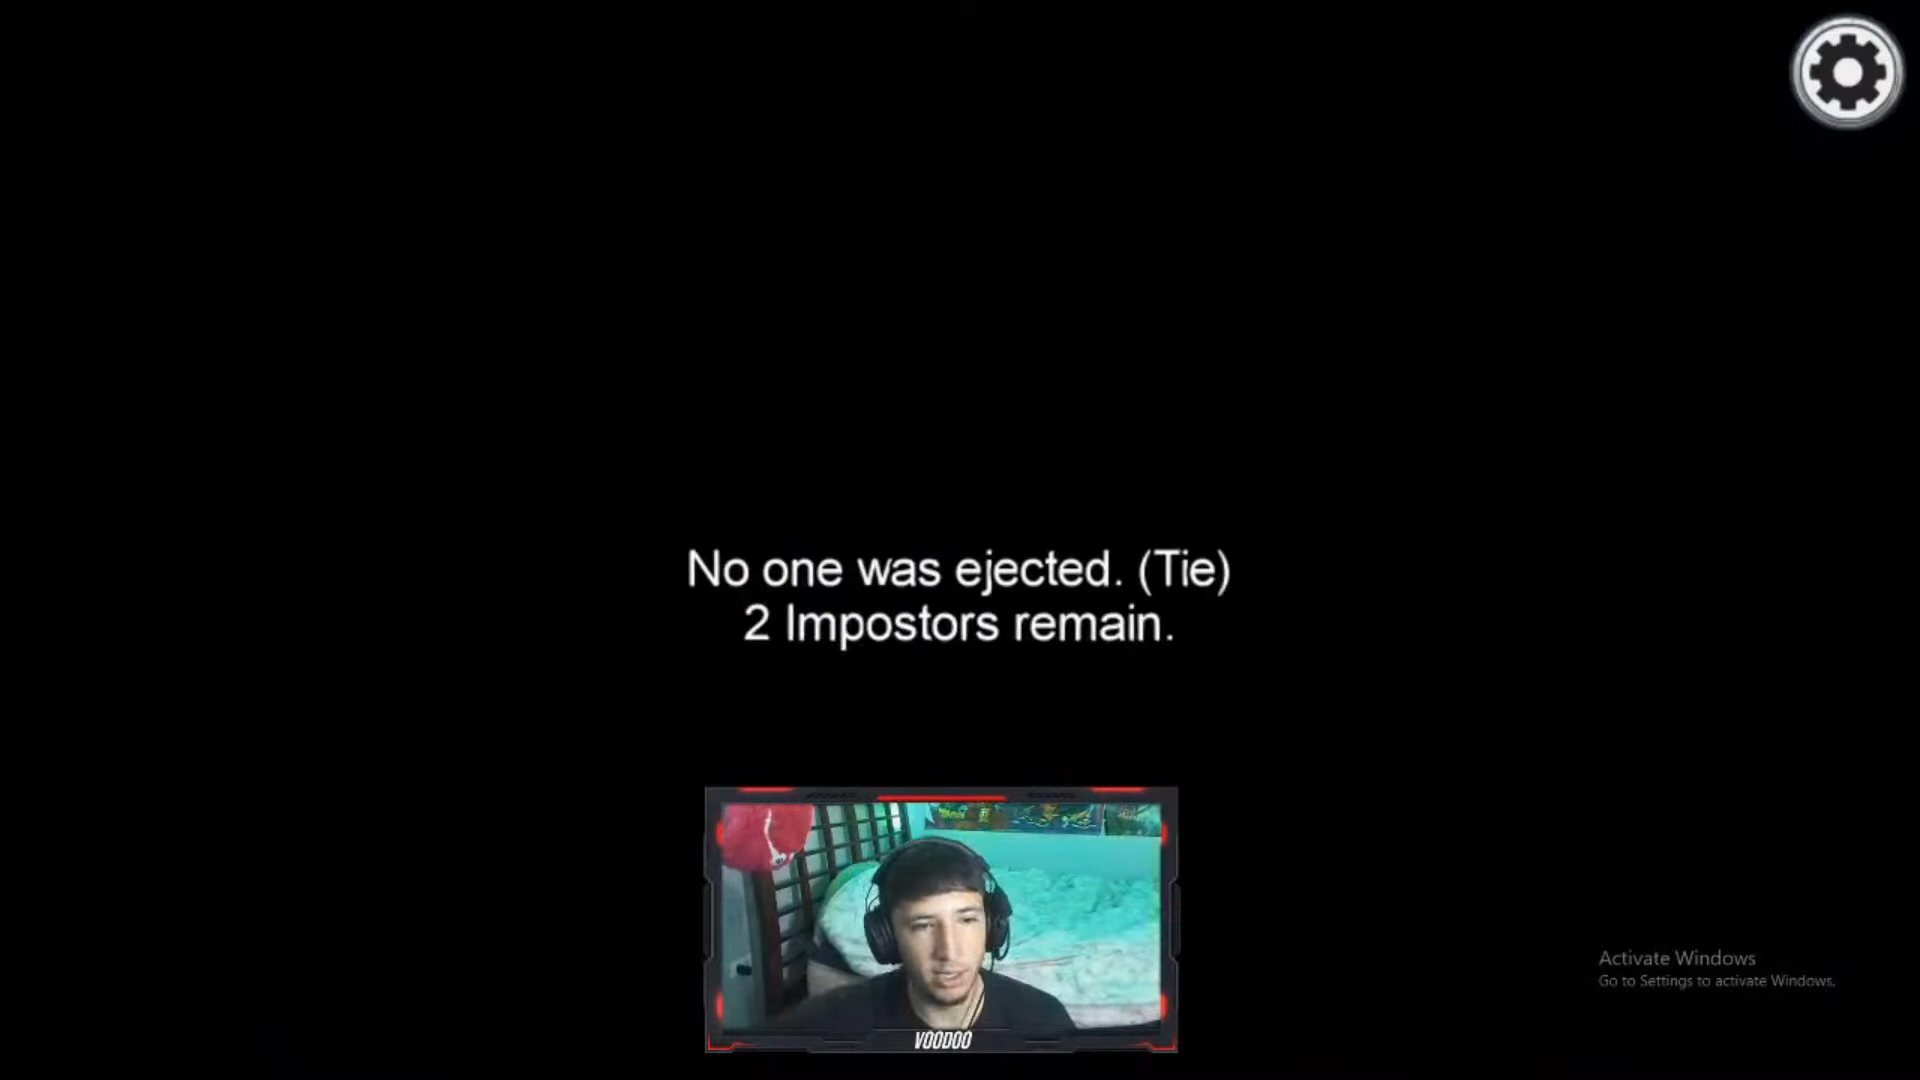 No one was ejected. (Tie)
2 Impostors remain.
VOODOO
Activate Windows
Go to Settings to activate Windows.